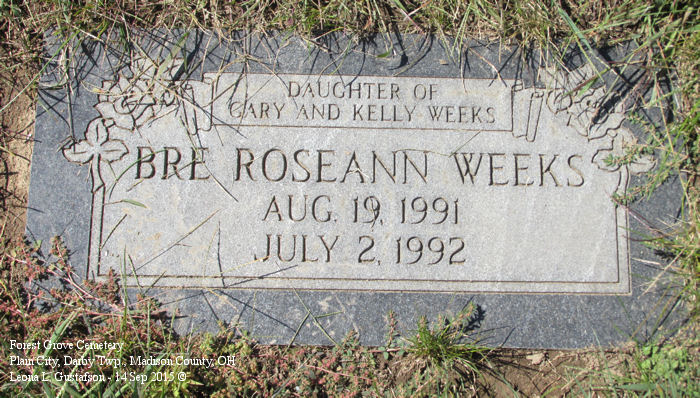 DAUGHTER OF
GARY AND KELLY WEEKS
BRE ROSEANN WEEKS
AUG. 19, 1991
JULY 2, 1992
Forest Grove Cemetery
Plain City, Darby Twp., Madison County, OH
Leona L. Gustafson - 14 Sep 2015 ©